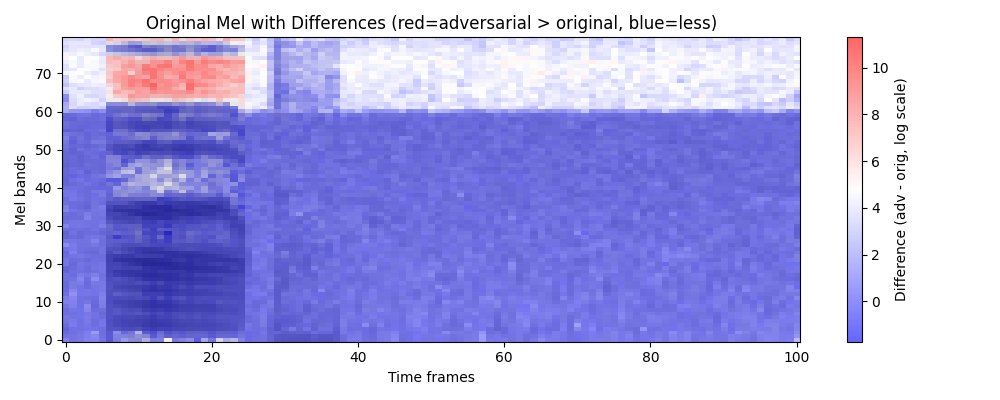 Original Mel with Differences (red=adversarial > original, blue=less)
Mel bands
70
60
50
40
30
20
10
0
0 20 40 60 80 100
Time frames
10
8
6
4
2
0
Difference (adv - orig, log scale)